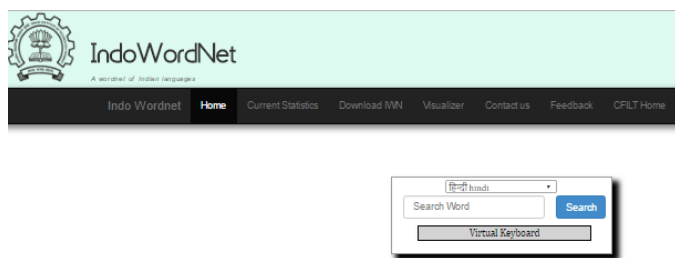 IndoWordNet
A wordnet of Indian languages
Indo Wordnet Home Current Statistics Download IWN Visualizer Contact us Feedback CFILT Home
हिन्दी hindi
Search Word Search
Virtual Keyboard